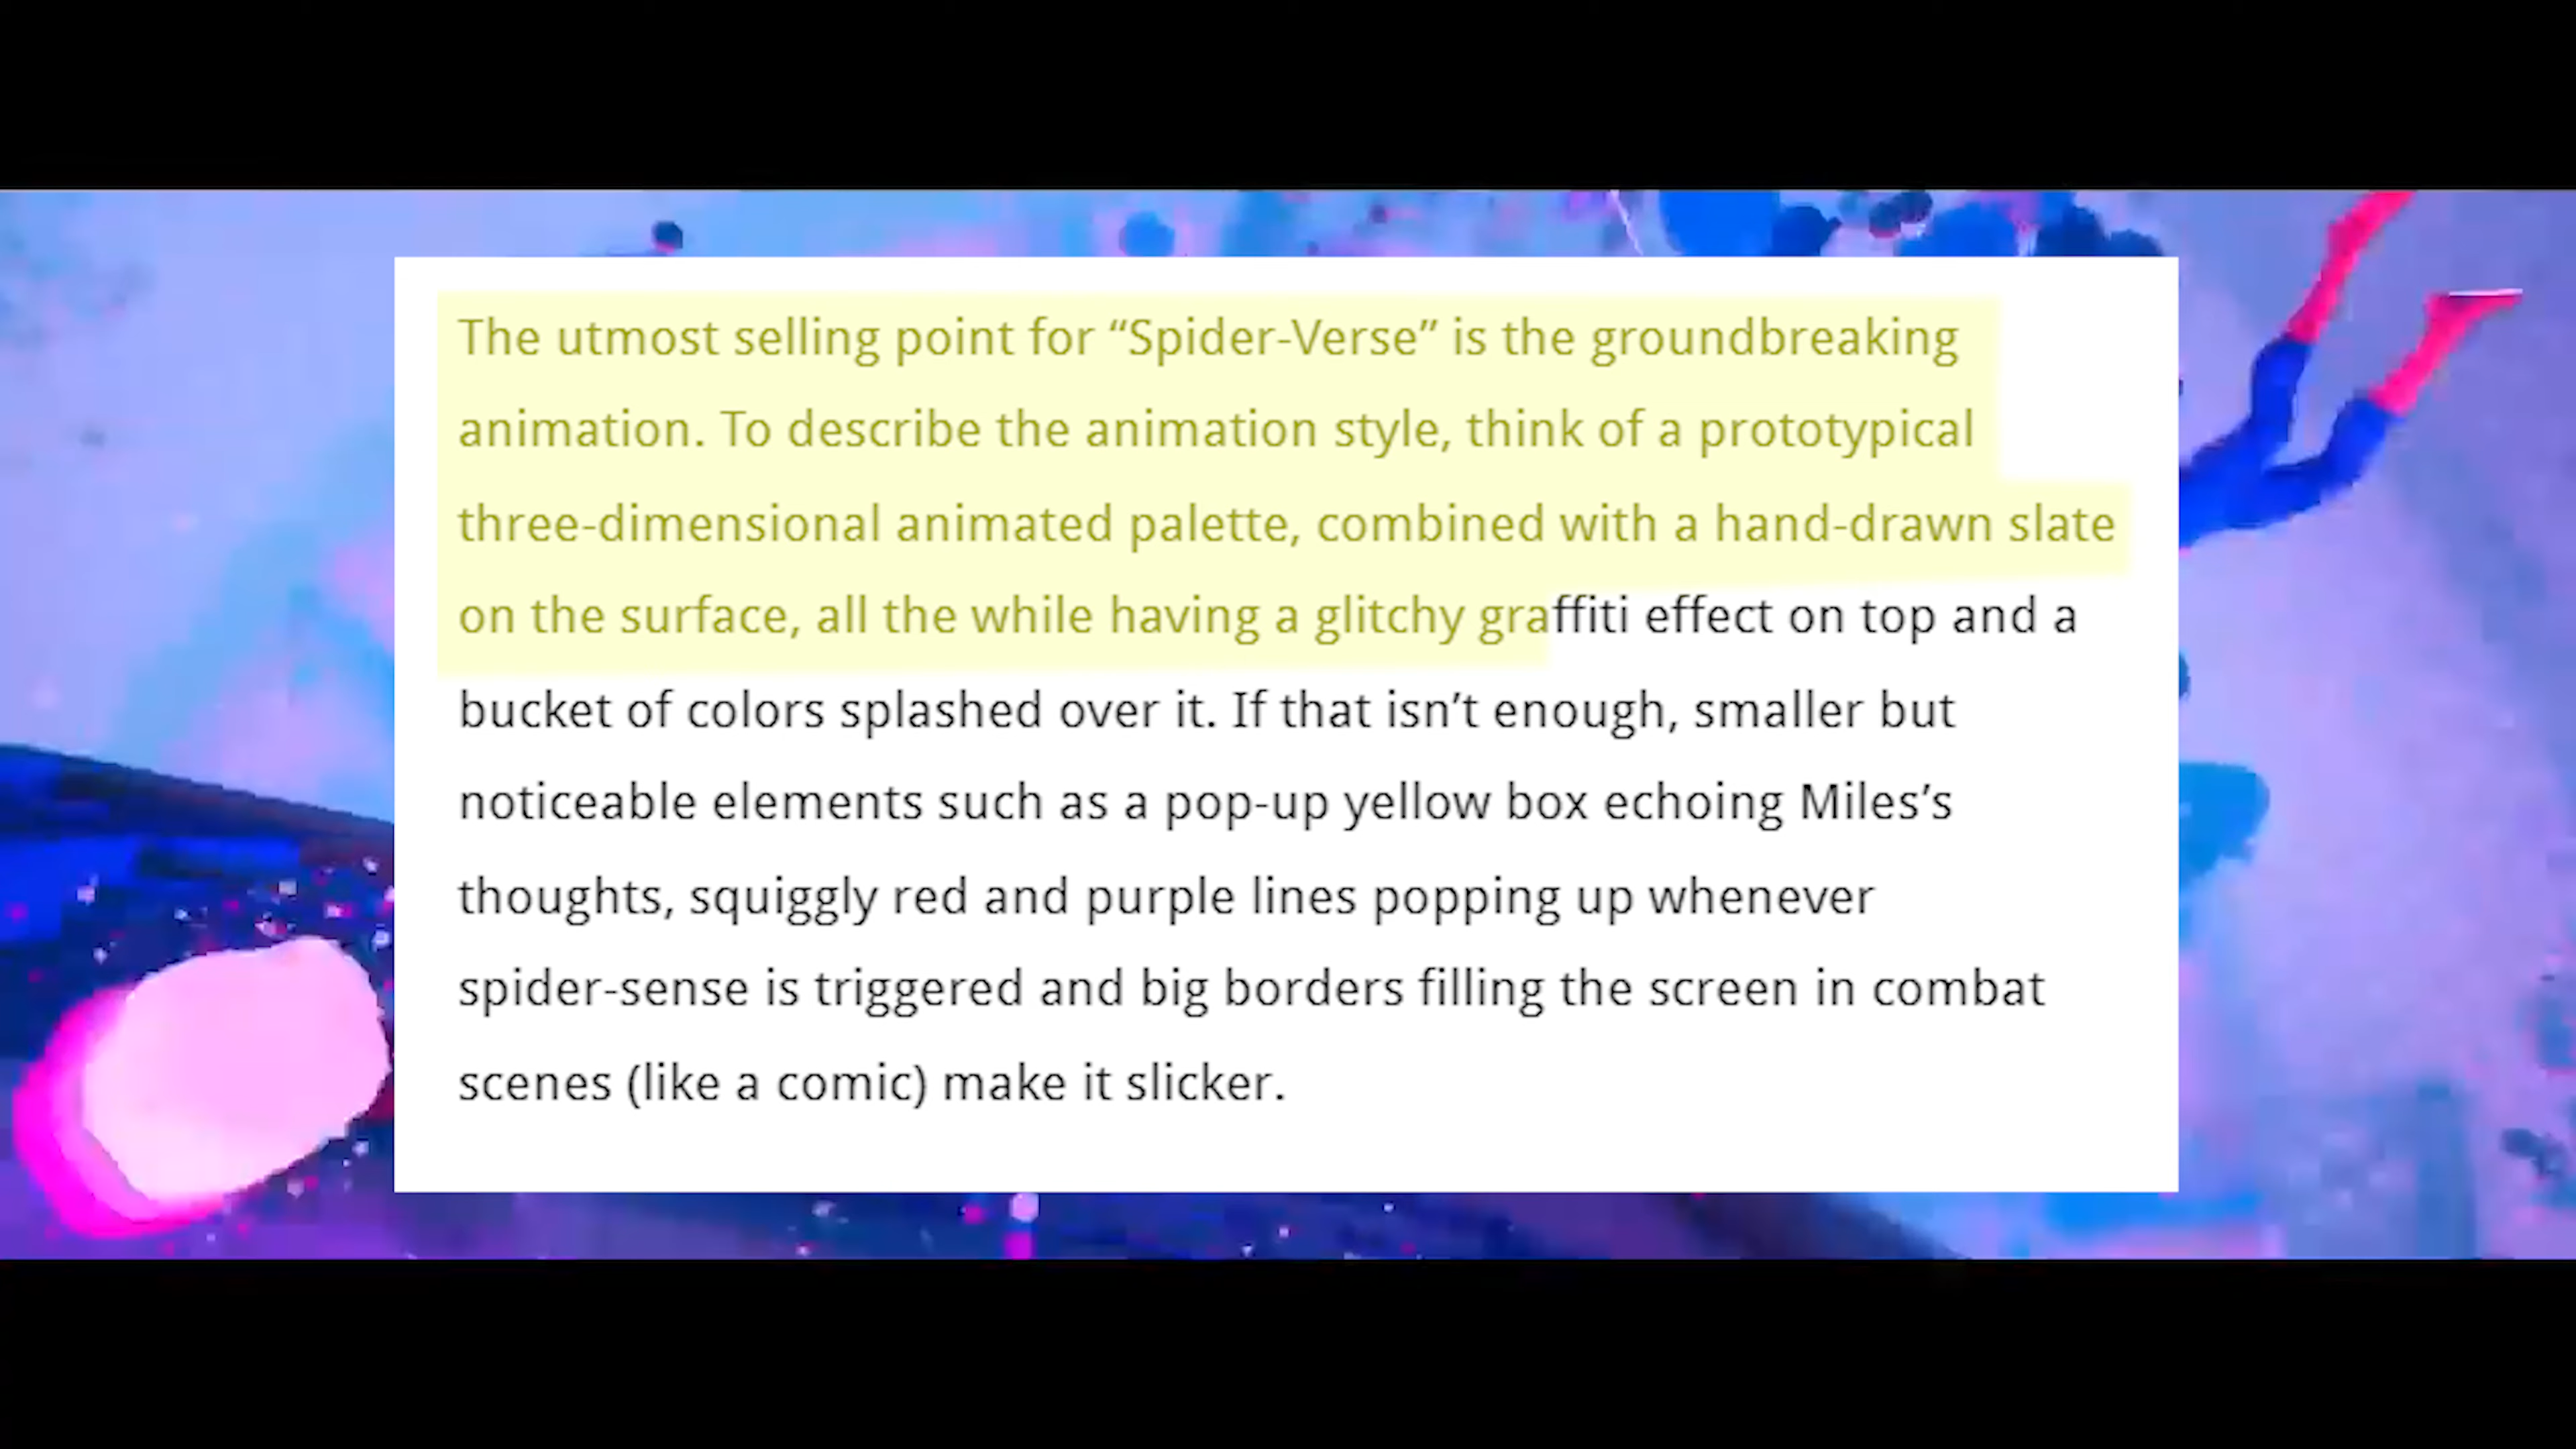 The utmost selling point for “Spider-Verse” is the groundbreaking
animation. To describe the animation style, think of a prototypical
three-dimensional animated palette, combined with a hand-drawn slate
on the surface, all the while having a glitchy graffiti effect on top and a
bucket of colors splashed over it. If that isn’t enough, smaller but
noticeable elements such as a pop-up yellow box echoing Miles’s
thoughts, squiggly red and purple lines popping up whenever
spider-sense is triggered and big borders filling the screen in combat
scenes (like a comic) make it slicker.